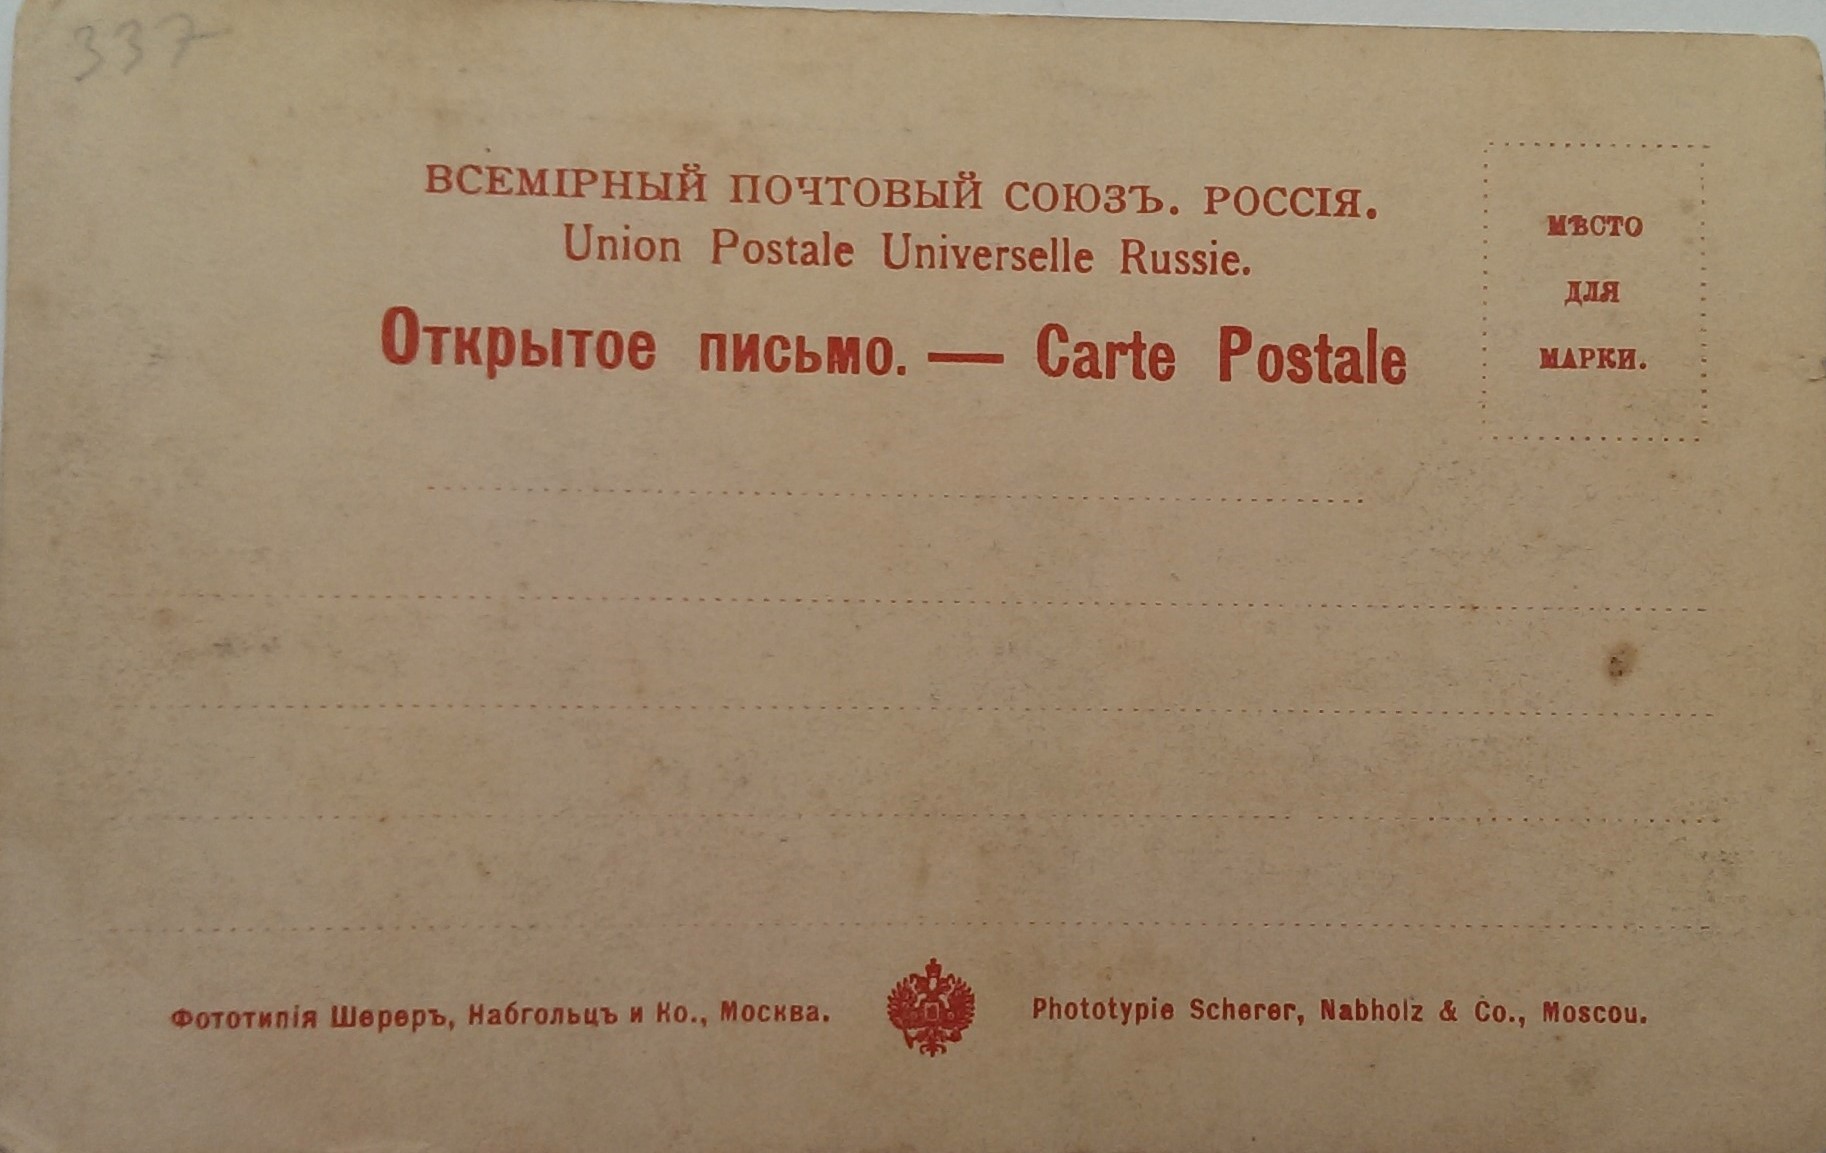 337
ВСЕМІРНЫЙ ПОЧТОВЫЙ СОЮЗЪ. РОССІЯ.
Union Postale Universelle Russie.
Открытое письмо. — Carte Postale
МѢСТО
ДЛЯ
МАРКИ.
Фототипія Шереръ, Набгольцъ и Ко., Москва.
Phototypie Scherer, Nabholz & Co., Moscou.